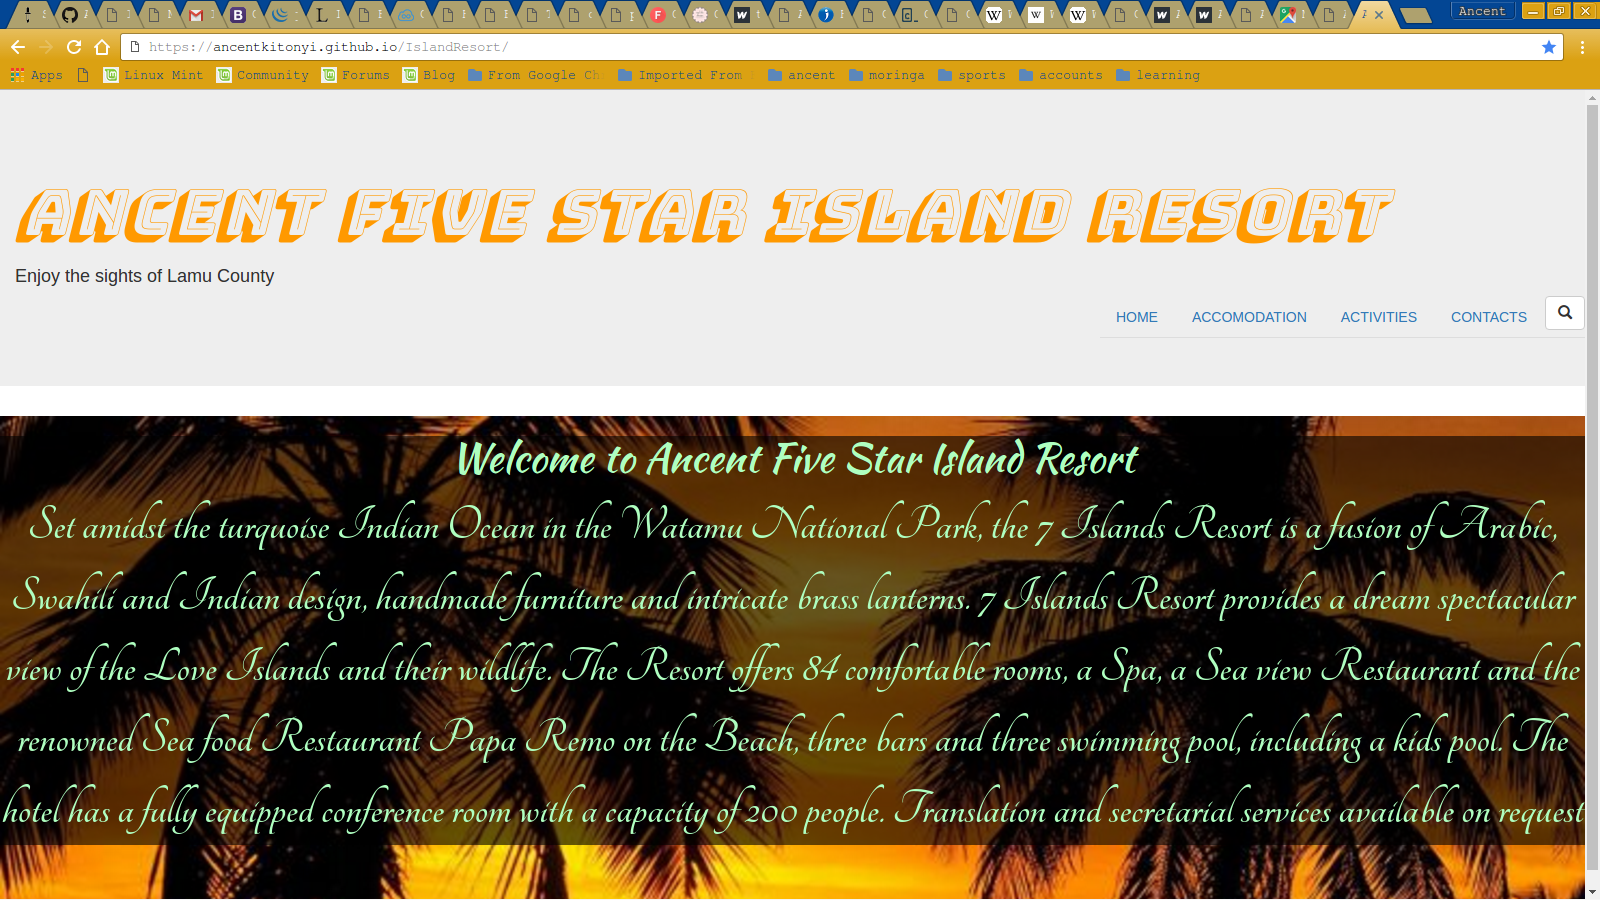 Ancent
https://ancentkitonyi.github.io/IslandResort/
Apps Linux Mint Community Forums Blog From Google Imported From ancent moringa sports accounts learning
ANCENT FIVE STAR ISLAND RESORT
Enjoy the sights of Lamu County
HOME ACCOMODATION ACTIVITIES CONTACTS
Welcome to Ancent Five Star Island Resort
Set amidst the turquoise Indian Ocean in the Watamu National Park, the 7 Islands Resort is a fusion of Arabic,
Swahili and Indian design, handmade furniture and intricate brass lanterns. 7 Islands Resort provides a dream spectacular
view of the Love Islands and their wildlife. The Resort offers 84 comfortable rooms, a Spa, a Sea view Restaurant and the
renowned Sea food Restaurant Papa Remo on the Beach, three bars and three swimming pool, including a kids pool. The
hotel has a fully equipped conference room with a capacity of 200 people. Translation and secretarial services available on request